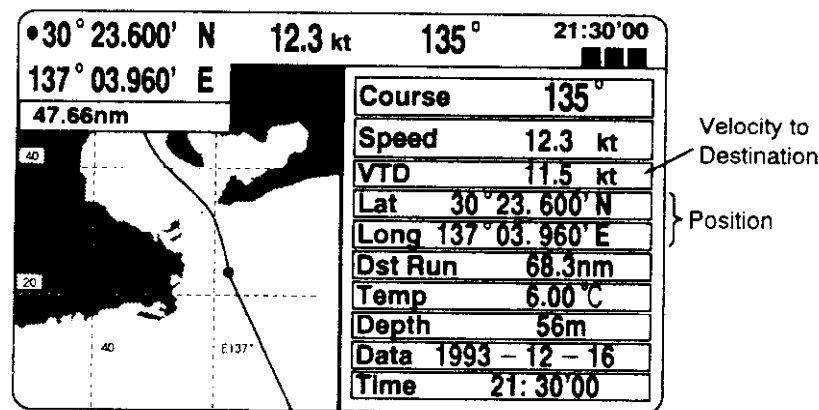 •30° 23.600' N 12.3 kt 135° 21:30'00
137° 03.960' E
47.66nm
40
20
40 E137°
Course 135°
Speed 12.3 kt
VTD 11.5 kt
Lat 30°23.600'N
Long 137°03.960'E
Dst Run 68.3nm
Temp 6.00°C
Depth 56m
Data 1993 – 12 – 16
Time 21:30'00
Velocity to
Destination
Position